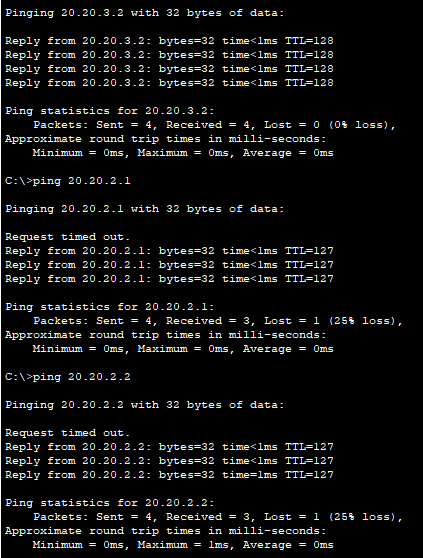 Pinging 20.20.3.2 with 32 bytes of data:
Reply from 20.20.3.2: bytes=32 time<1ms TTL=128
Reply from 20.20.3.2: bytes=32 time<1ms TTL=128
Reply from 20.20.3.2: bytes=32 time<1ms TTL=128
Reply from 20.20.3.2: bytes=32 time<1ms TTL=128
Ping statistics for 20.20.3.2:
    Packets: Sent = 4, Received = 4, Lost = 0 (0% loss),
Approximate round trip times in milli-seconds:
    Minimum = 0ms, Maximum = 0ms, Average = 0ms
C:\>ping 20.20.2.1
Pinging 20.20.2.1 with 32 bytes of data:
Request timed out.
Reply from 20.20.2.1: bytes=32 time<1ms TTL=127
Reply from 20.20.2.1: bytes=32 time<1ms TTL=127
Reply from 20.20.2.1: bytes=32 time<1ms TTL=127
Ping statistics for 20.20.2.1:
    Packets: Sent = 4, Received = 3, Lost = 1 (25% loss),
Approximate round trip times in milli-seconds:
    Minimum = 0ms, Maximum = 0ms, Average = 0ms
C:\>ping 20.20.2.2
Pinging 20.20.2.2 with 32 bytes of data:
Request timed out.
Reply from 20.20.2.2: bytes=32 time<1ms TTL=127
Reply from 20.20.2.2: bytes=32 time<1ms TTL=127
Reply from 20.20.2.2: bytes=32 time=1ms TTL=127
Ping statistics for 20.20.2.2:
    Packets: Sent = 4, Received = 3, Lost = 1 (25% loss),
Approximate round trip times in milli-seconds:
    Minimum = 0ms, Maximum = 1ms, Average = 0ms